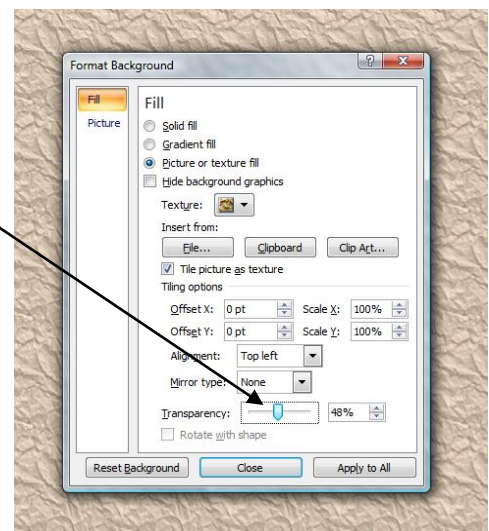 Format Background
Fill
Picture
Fill
Solid fill
Gradient fill
Picture or texture fill
Hide background graphics
Texture:
Insert from:
File... Clipboard Clip Art...
Tile picture as texture
Tiling options
Offset X: 0 pt Scale X: 100%
Offset Y: 0 pt Scale Y: 100%
Alignment: Top left
Mirror type: None
Transparency: 48%
Rotate with shape
Reset Background Close Apply to All